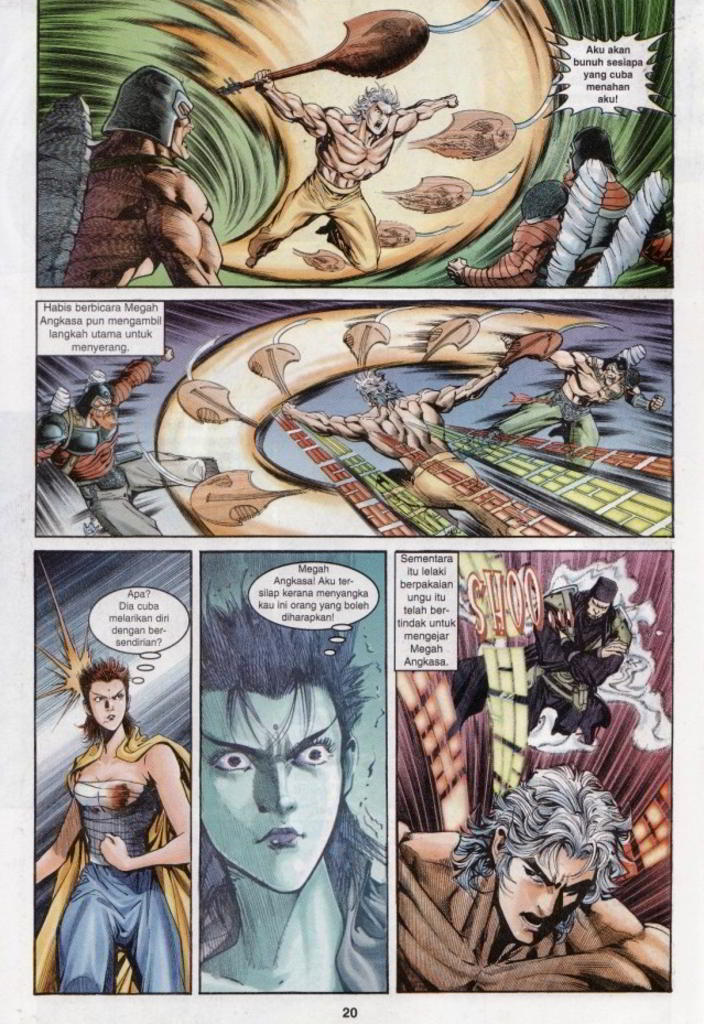 Aku akan
bunuh sesiapa
yang cuba
menahan
aku!
Habis berbicara Megah
Angkasa pun mengambil
langkah utama untuk
menyerang.
Apa?
Dia cuba
melarikan diri
dengan ber-
sendirian?
Megah
Angkasa! Aku ter-
silap kerana menyangka
kau ini orang yang boleh
diharapkan!
Sementara
itu lelaki
berpakaian
ungu itu
telah ber-
tindak untuk
mengejar
Megah
Angkasa.
SHOO...
20